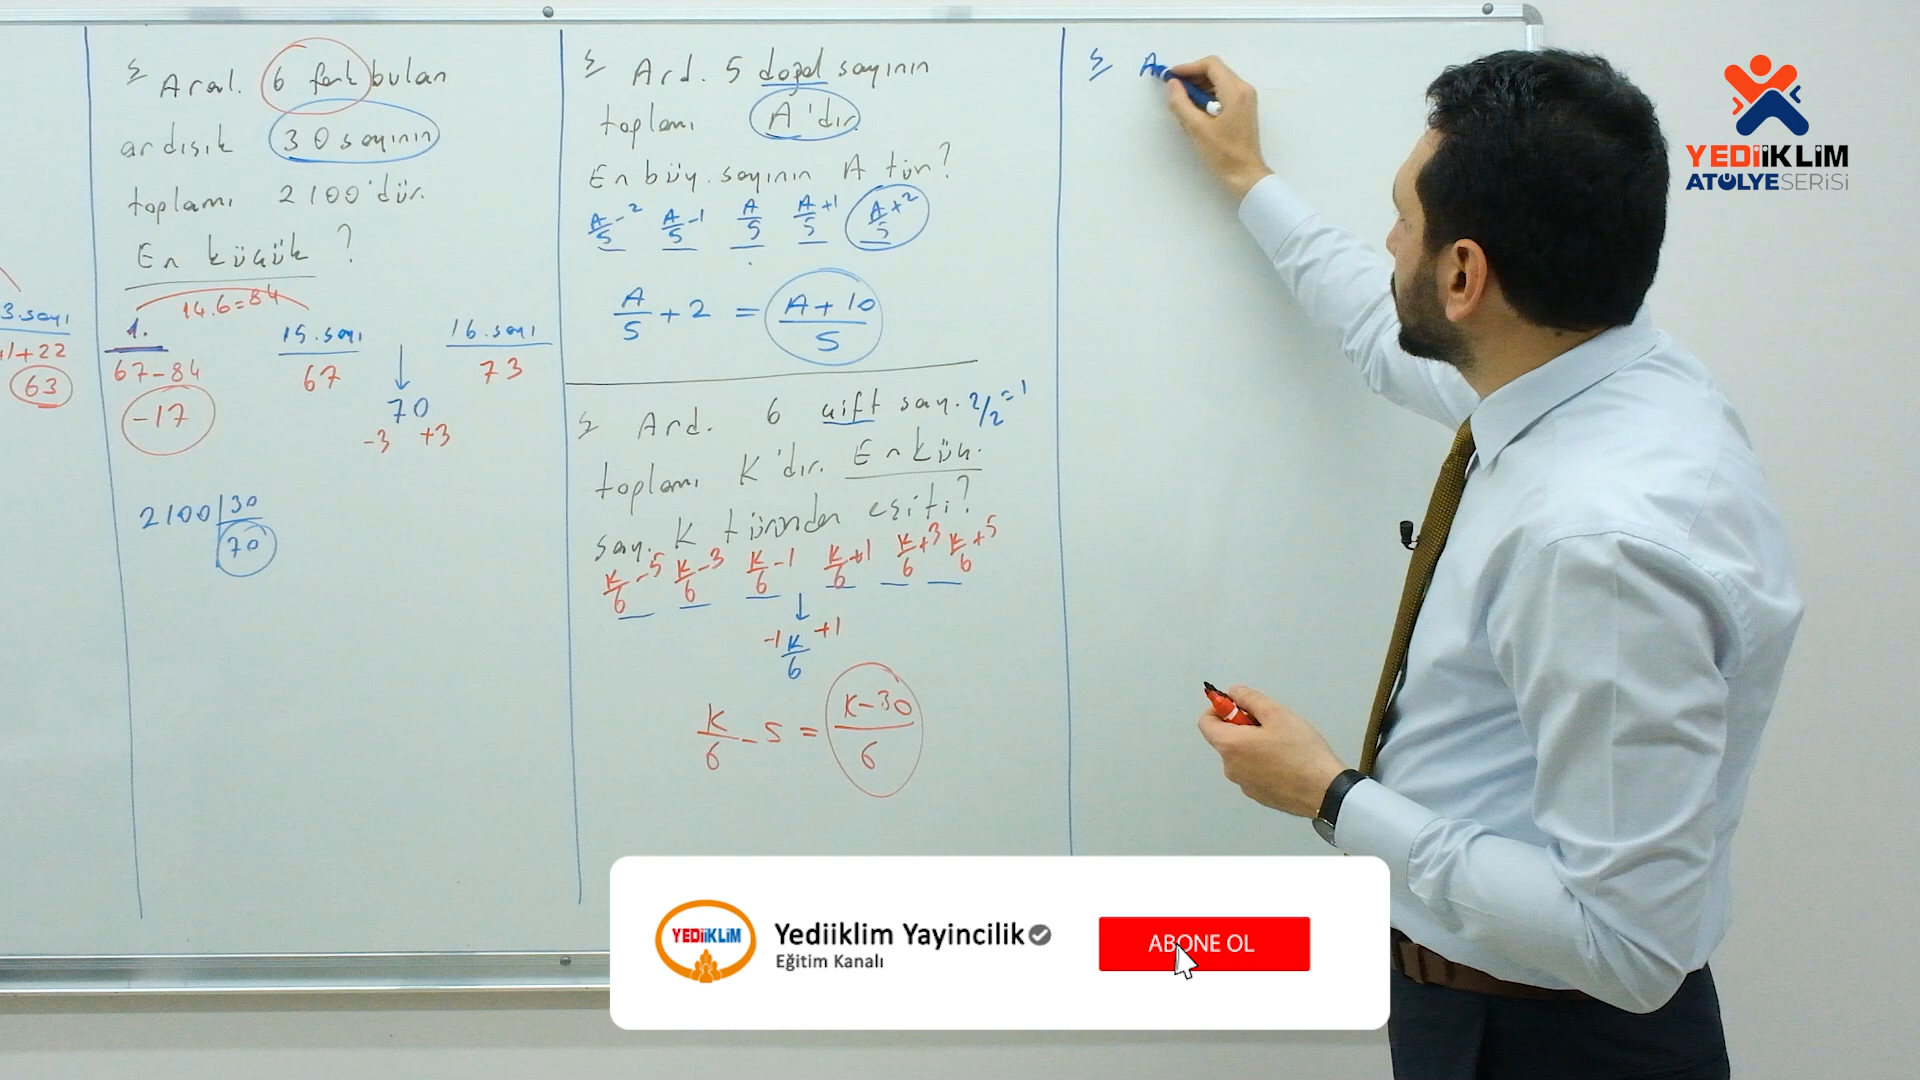 3.sayı
+22
63
Aral. 6 fark bulan
ardışık 30 sayının
toplamı 2100'dür.
En küçük ?
14.6=84
1. 15. sayı 16. sayı
67-84 67 73
-17 70
-3 +3
2100 30
70
Ard. 5 doğal sayının
toplamı A'dır.
En büy. sayının A tür?
A/5-2 A/5-1 A/5 A/5+1 A/5+2
A/5 + 2 = A+10/5
Ard. 6 çift say. 2/2=1
toplamı K'dır. En küç.
say. K türünden eşiti?
K/6-5 K/6-3 K/6-1 K/6+1 K/6+3 K/6+5
-1 K/6 +1
K/6 - 5 = K-30/6
Ar
YEDİİKLİM
ATÖLYE SERİSİ
YEDİİKLİM
Yediiklim Yayincilik
Eğitim Kanalı
ABONE OL